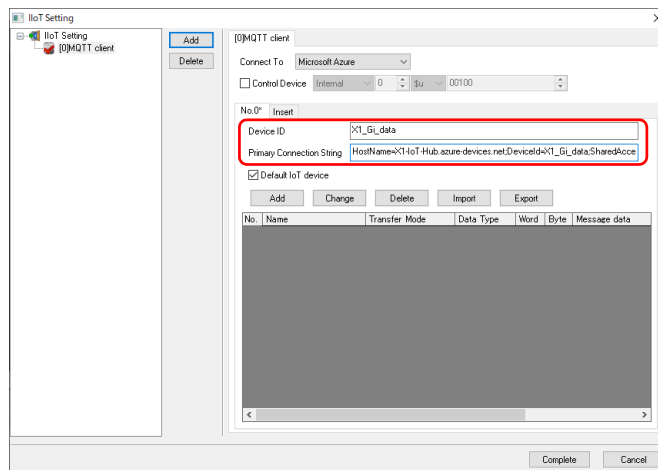 IIoT Setting
IIoT Setting
[0]MQTT client
Add
Delete
[0]MQTT client
Connect To Microsoft Azure
Control Device Internal 0 $u 00100
No.0* Insert
Device ID X1_Gi_data
Primary Connection String HostName=X1-IoT-Hub.azure-devices.net;DeviceId=X1_Gi_data;SharedAcce
Default IoT device
Add Change Delete Import Export
No. Name Transfer Mode Data Type Word Byte Message data
Complete Cancel